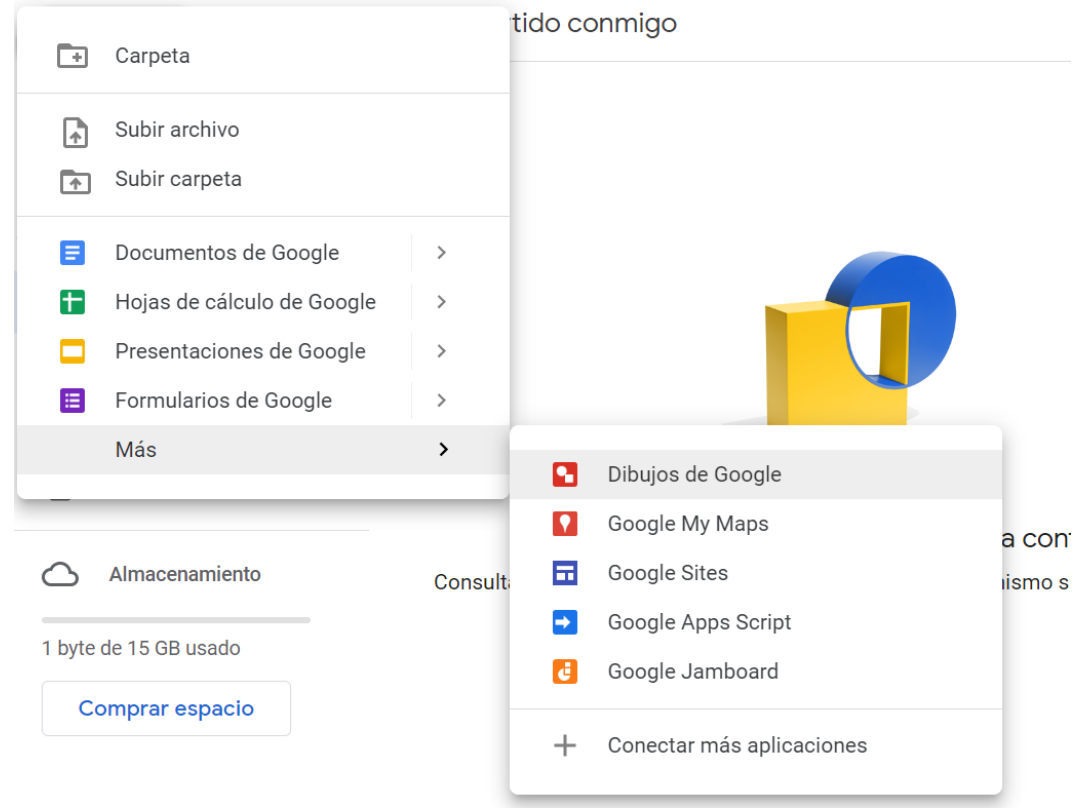 tido conmigo
Carpeta
Subir archivo
Subir carpeta
Documentos de Google
Hojas de cálculo de Google
Presentaciones de Google
Formularios de Google
Más
Dibujos de Google
Google My Maps
Google Sites
Google Apps Script
Google Jamboard
Conectar más aplicaciones
Almacenamiento
1 byte de 15 GB usado
Comprar espacio
Consult
a con
ismo s